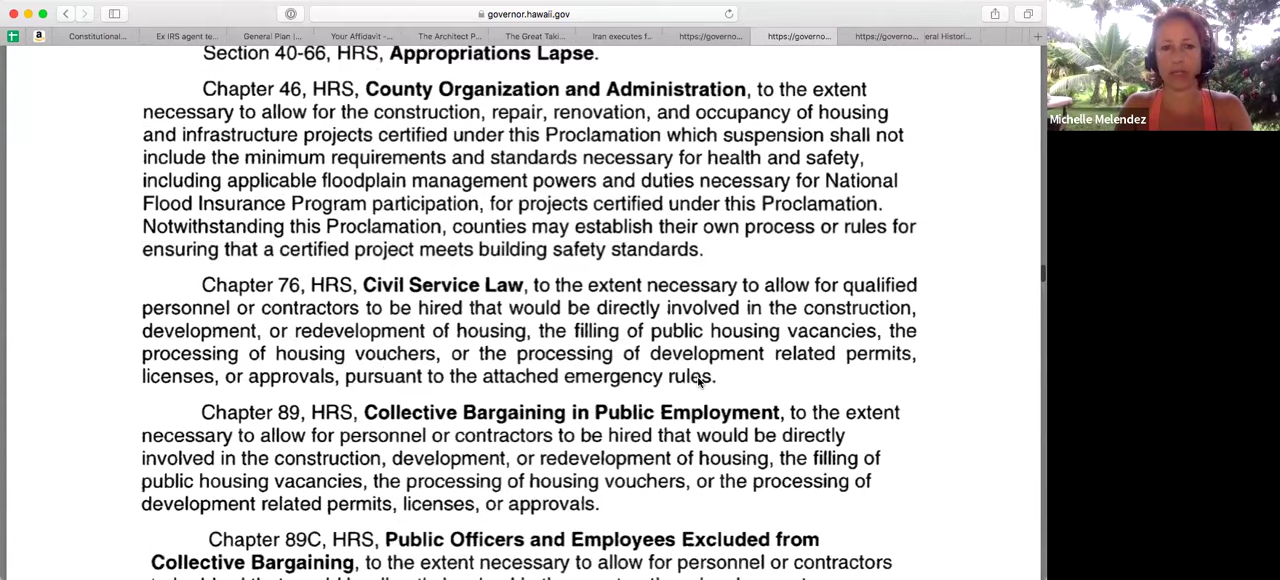 governor.hawaii.gov
Constitutional...
Ex IRS agent te...
General Plan |...
Your Affidavit -...
The Architect P...
The Great Taki...
Iran executes f...
https://governo...
https://governo...
https://governo...
eral Histori...
Section 40-66, HRS, Appropriations Lapse.
Chapter 46, HRS, County Organization and Administration, to the extent
necessary to allow for the construction, repair, renovation, and occupancy of housing
and infrastructure projects certified under this Proclamation which suspension shall not
include the minimum requirements and standards necessary for health and safety,
including applicable floodplain management powers and duties necessary for National
Flood Insurance Program participation, for projects certified under this Proclamation.
Notwithstanding this Proclamation, counties may establish their own process or rules for
ensuring that a certified project meets building safety standards.
Chapter 76, HRS, Civil Service Law, to the extent necessary to allow for qualified
personnel or contractors to be hired that would be directly involved in the construction,
development, or redevelopment of housing, the filling of public housing vacancies, the
processing of housing vouchers, or the processing of development related permits,
licenses, or approvals, pursuant to the attached emergency rules.
Chapter 89, HRS, Collective Bargaining in Public Employment, to the extent
necessary to allow for personnel or contractors to be hired that would be directly
involved in the construction, development, or redevelopment of housing, the filling of
public housing vacancies, the processing of housing vouchers, or the processing of
development related permits, licenses, or approvals.
Chapter 89C, HRS, Public Officers and Employees Excluded from
Collective Bargaining, to the extent necessary to allow for personnel or contractors
Michelle Melendez